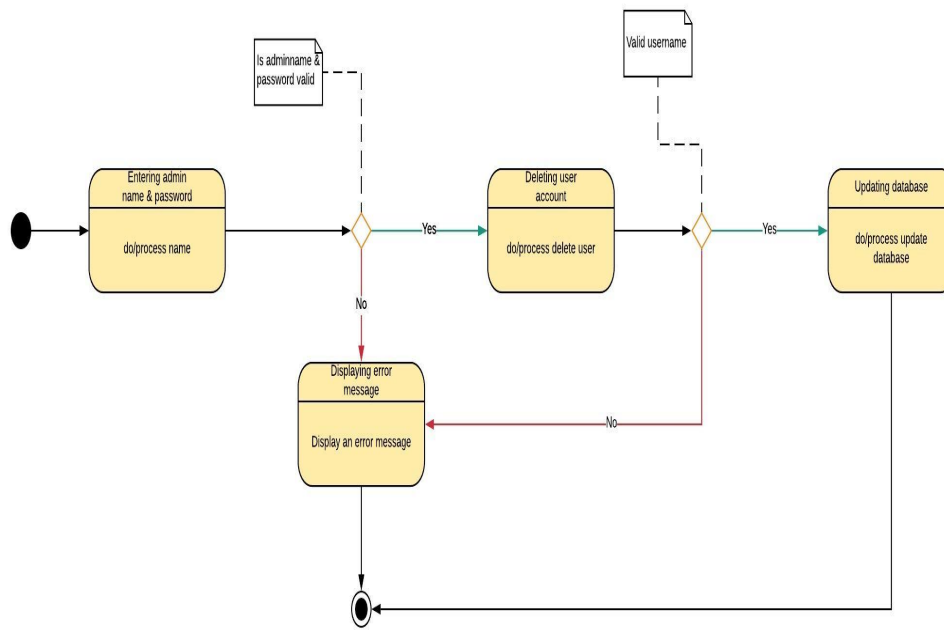 Is adminname &
password valid
Valid username
Entering admin
name & password
do/process name
Yes
Deleting user
account
do/process delete user
Yes
Updating database
do/process update
database
No
Displaying error
message
Display an error message
No